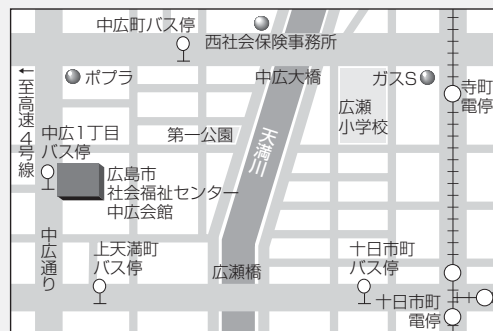 中広町バス停
西社会保険事務所
←至高速4号線
ポプラ
中広大橋
ガスS
寺町
電停
広瀬
小学校
中広1丁目
バス停
第一公園
天満川
広島市
社会福祉センター
中広会館
中広通り
上天満町
バス停
広瀬橋
十日市町
バス停
十日市町
電停